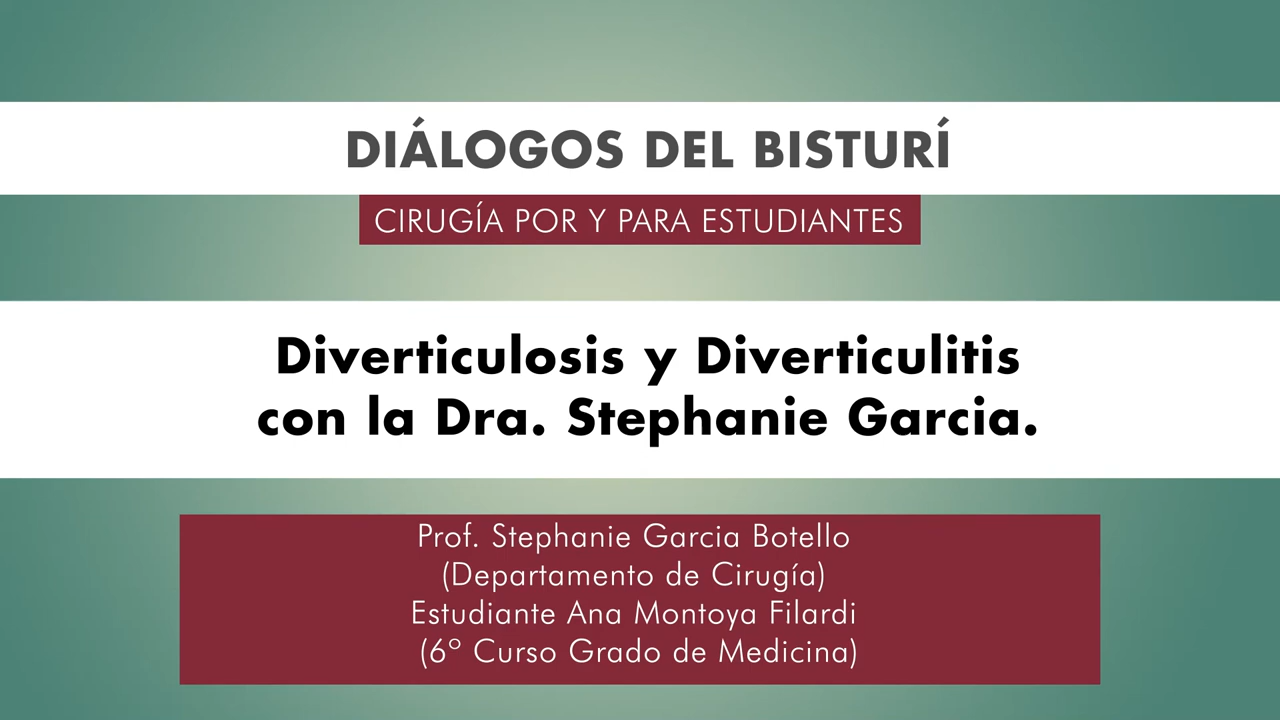 DIÁLOGOS DEL BISTURÍ
CIRUGÍA POR Y PARA ESTUDIANTES
Diverticulosis y Diverticulitis
con la Dra. Stephanie Garcia.
Prof. Stephanie Garcia Botello
(Departamento de Cirugía)
Estudiante Ana Montoya Filardi
(6º Curso Grado de Medicina)